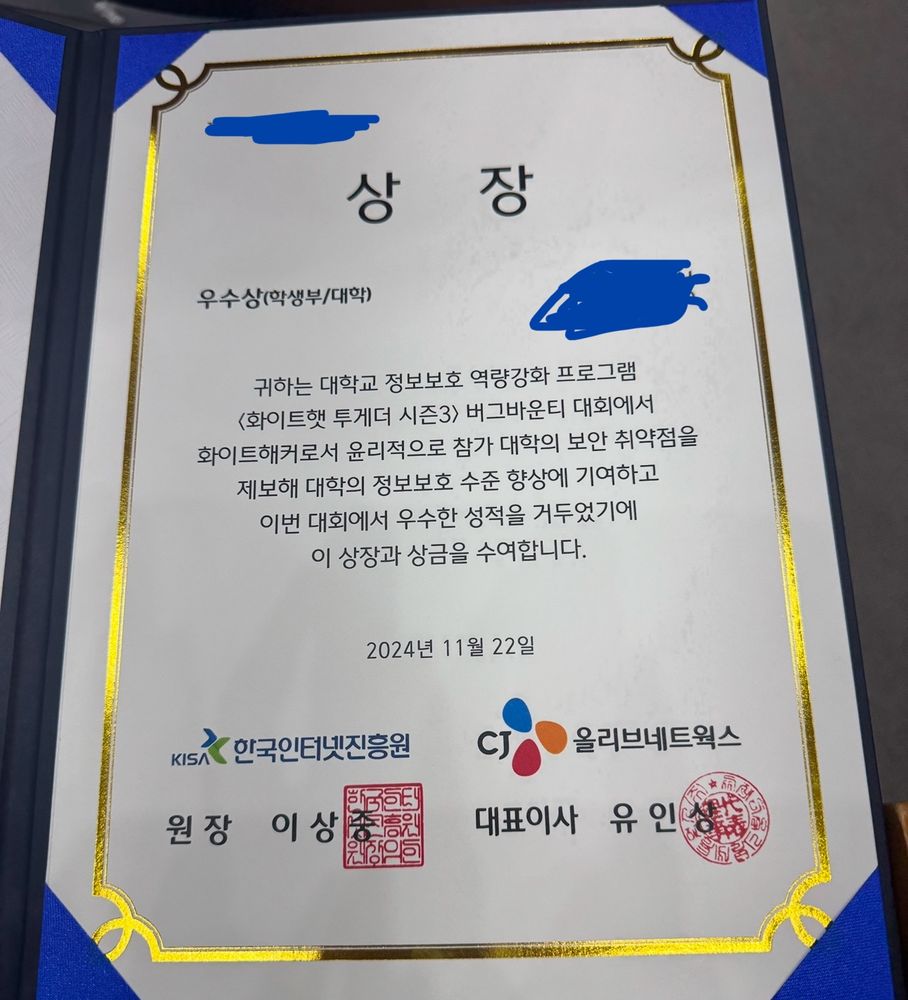 상 장
우수상(학생부/대학)
귀하는 대학교 정보보호 역량강화 프로그램
<화이트햇 투게더 시즌3> 버그바운티 대회에서
화이트해커로서 윤리적으로 참가 대학의 보안 취약점을
제보해 대학의 정보보호 수준 향상에 기여하고
이번 대회에서 우수한 성적을 거두었기에
이 상장과 상금을 수여합니다.
2024년 11월 22일
KISA 한국인터넷진흥원
CJ 올리브네트웍스
원장 이상중
대표이사 유인상